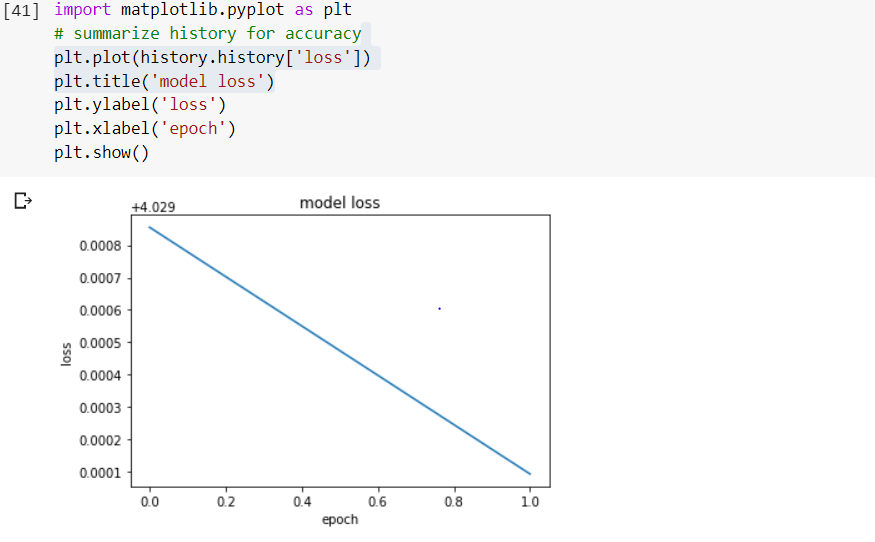 [41] import matplotlib.pyplot as plt
# summarize history for accuracy
plt.plot(history.history['loss'])
plt.title('model loss')
plt.ylabel('loss')
plt.xlabel('epoch')
plt.show()
+4.029
model loss
0.0008
0.0007
0.0006
0.0005
0.0004
0.0003
0.0002
0.0001
loss
0.0 0.2 0.4 0.6 0.8 1.0
epoch